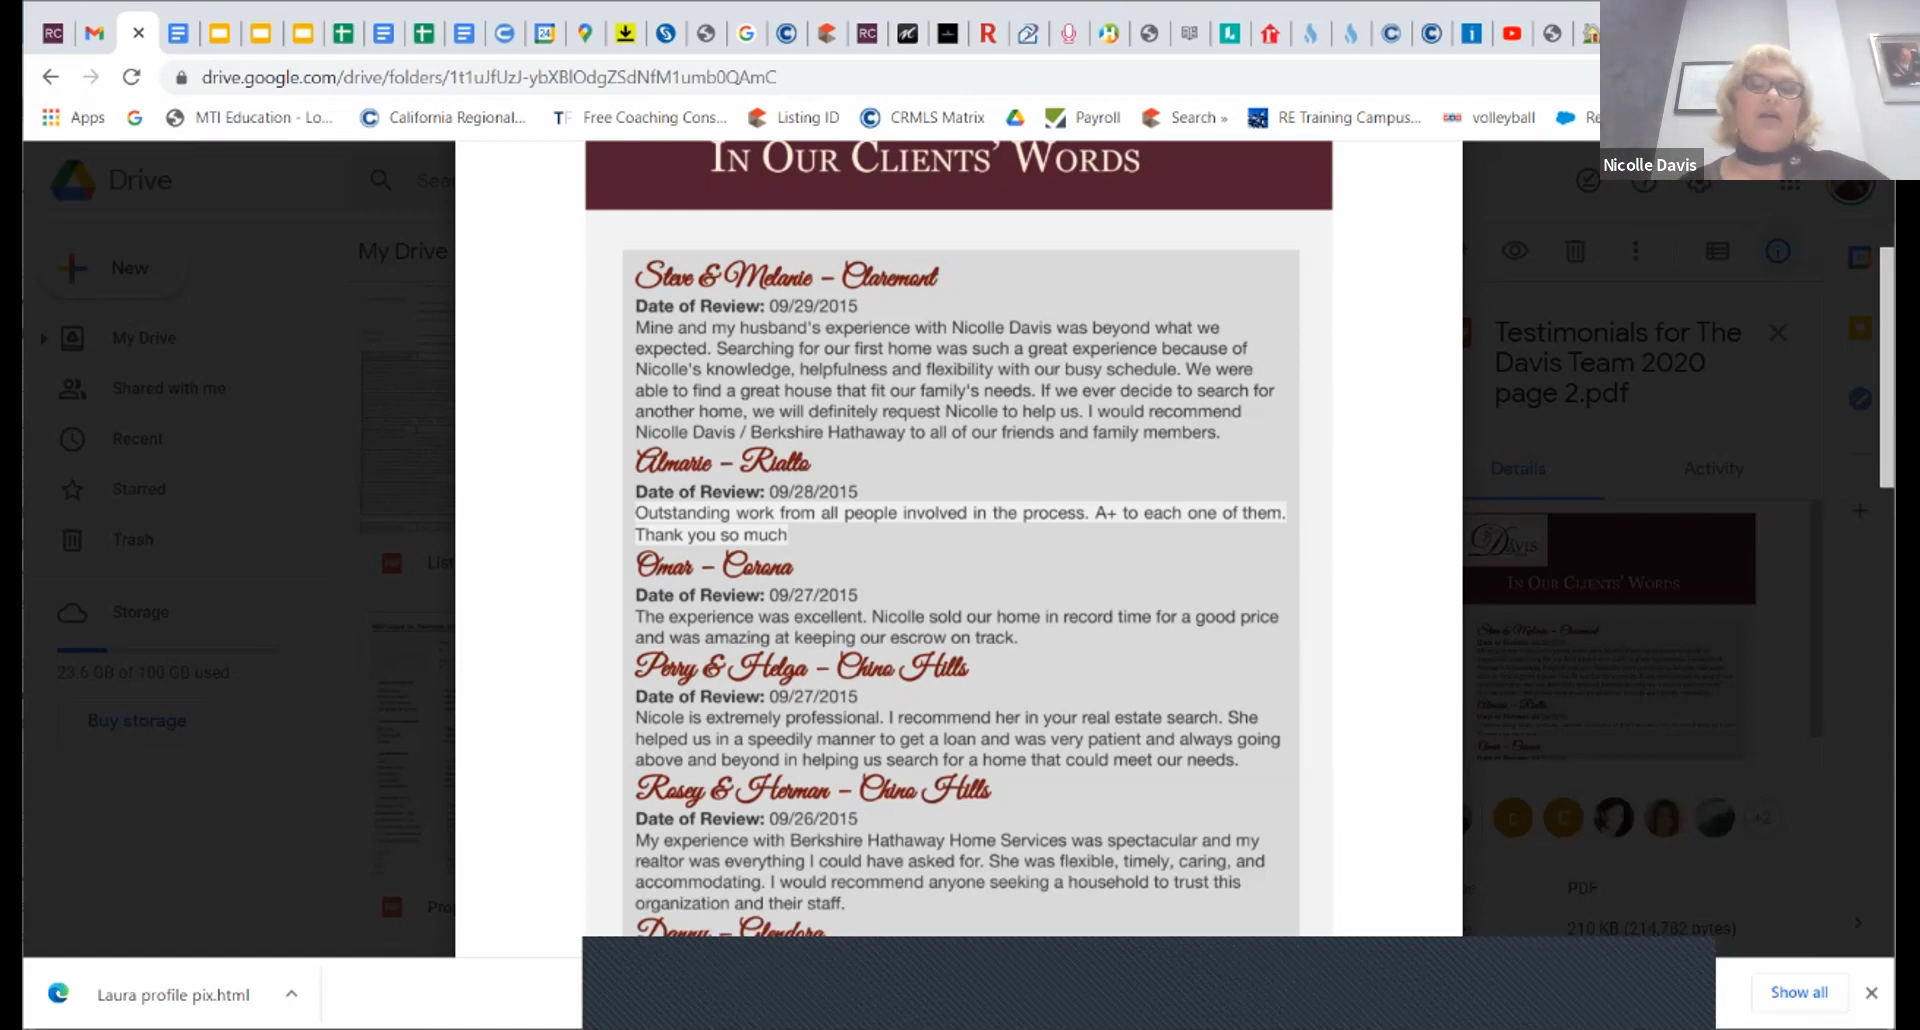 RC
24
drive.google.com/drive/folders/1t1uJfUzJ-ybXBlOdgZSdNfM1umb0QAmC
Apps
MTI Education - Lo...
California Regional...
TF Free Coaching Cons...
Listing ID
CRMLS Matrix
Payroll
Search »
RE Training Campus...
volleyball
Nicolle Davis
Drive
My Drive
New
My Drive
Shared with me
Recent
Starred
Trash
Storage
23.6 GB of 100 GB used
Buy storage
IN OUR CLIENTS' WORDS
Steve & Melanie – Claremont
Date of Review: 09/29/2015
Mine and my husband's experience with Nicolle Davis was beyond what we
expected. Searching for our first home was such a great experience because of
Nicolle's knowledge, helpfulness and flexibility with our busy schedule. We were
able to find a great house that fit our family's needs. If we ever decide to search for
another home, we will definitely request Nicolle to help us. I would recommend
Nicolle Davis / Berkshire Hathaway to all of our friends and family members.
Almarie – Rialto
Date of Review: 09/28/2015
Outstanding work from all people involved in the process. A+ to each one of them.
Thank you so much
Omar – Corona
Date of Review: 09/27/2015
The experience was excellent. Nicolle sold our home in record time for a good price
and was amazing at keeping our escrow on track.
Perry & Helga – Chino Hills
Date of Review: 09/27/2015
Nicole is extremely professional. I recommend her in your real estate search. She
helped us in a speedily manner to get a loan and was very patient and always going
above and beyond in helping us search for a home that could meet our needs.
Rosey & Herman – Chino Hills
Date of Review: 09/26/2015
My experience with Berkshire Hathaway Home Services was spectacular and my
realtor was everything I could have asked for. She was flexible, timely, caring, and
accommodating. I would recommend anyone seeking a household to trust this
organization and their staff.
Danny – Glendora
Testimonials for The
Davis Team 2020
page 2.pdf
Details
Activity
DAVIS
IN OUR CLIENTS' WORDS
Steve & Melanie – Claremont
Almarie – Rialto
Omar – Corona
+2
PDF
210 KB (214,782 bytes)
Laura profile pix.html
Show all